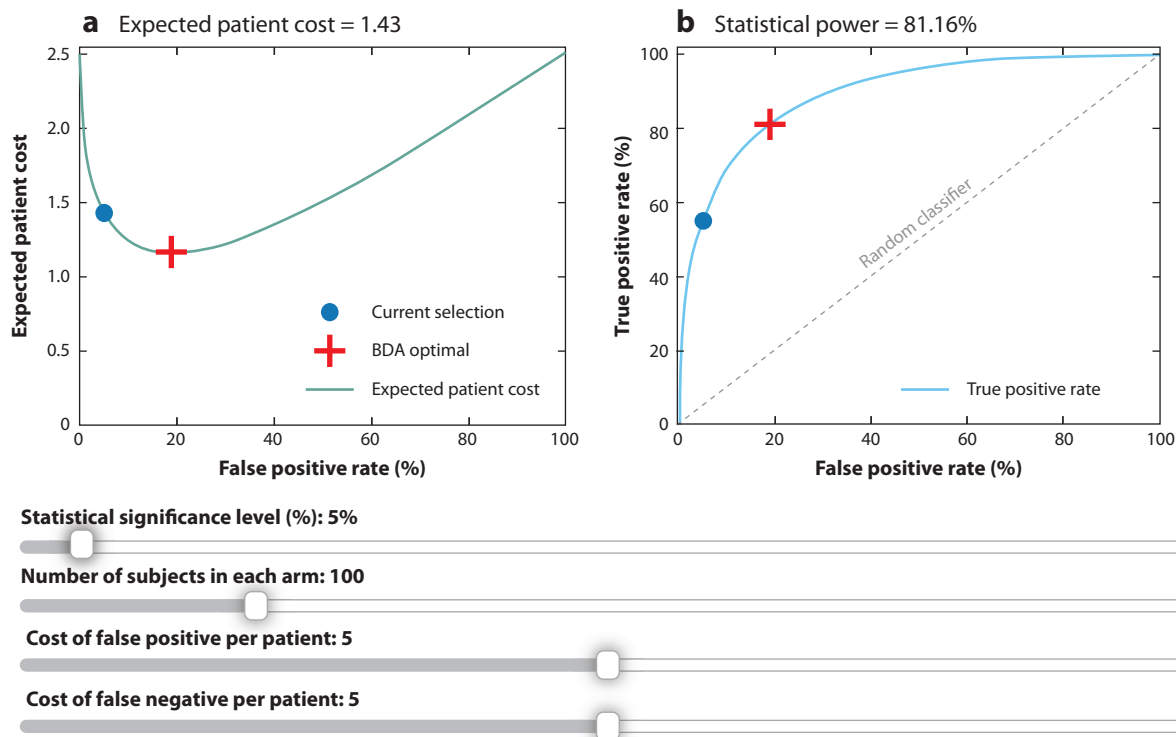 a Expected patient cost = 1.43
2.5
2.0
1.5
1.0
0.5
0
Expected patient cost
Current selection
BDA optimal
Expected patient cost
0 20 40 60 80 100
False positive rate (%)
b Statistical power = 81.16%
100
80
60
40
20
0
True positive rate (%)
Random classifier
True positive rate
0 20 40 60 80 100
False positive rate (%)
Statistical significance level (%): 5%
Number of subjects in each arm: 100
Cost of false positive per patient: 5
Cost of false negative per patient: 5